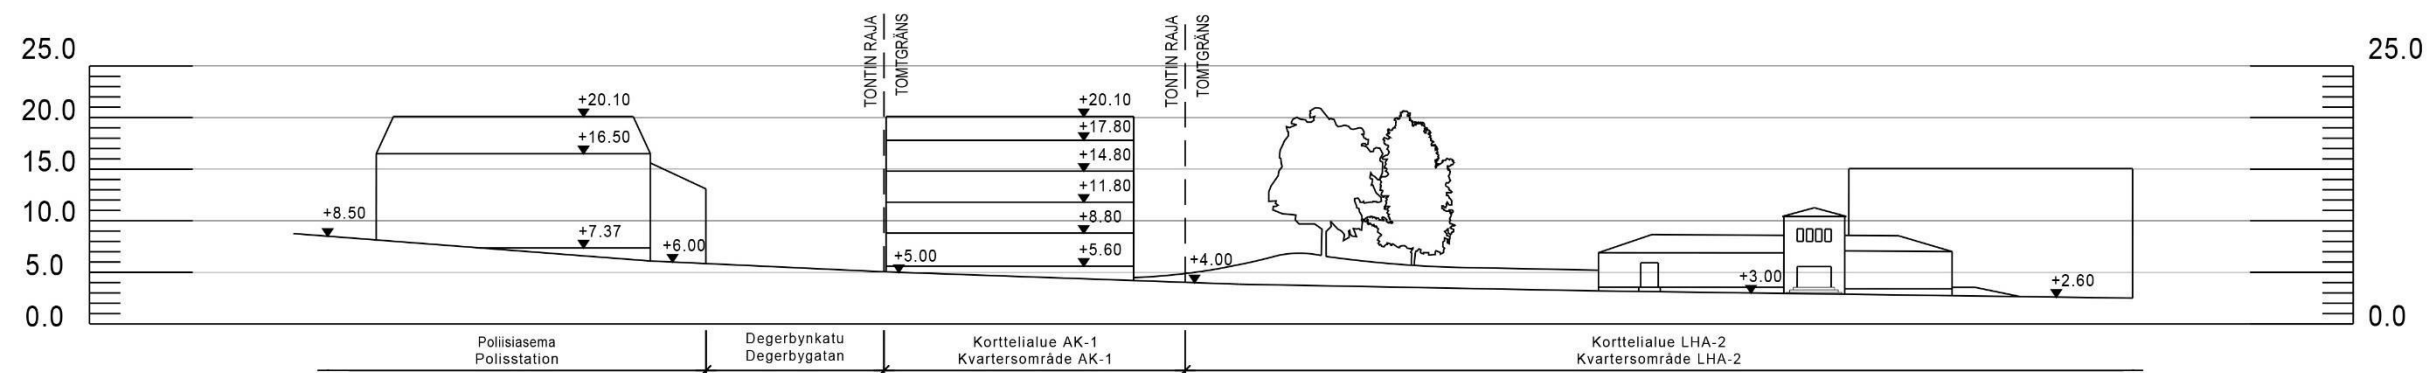 25.0
20.0
15.0
10.0
5.0
0.0
+8.50
+20.10
+16.50
+7.37
+6.00
TONTIN RAJA
TOMTGRÄNS
+5.00
+20.10
+17.80
+14.80
+11.80
+8.80
+5.60
TONTIN RAJA
TOMTGRÄNS
+4.00
+3.00
+2.60
25.0
0.0
Poliisiasema
Polisstation
Degerbynkatu
Degerbygatan
Korttelialue AK-1
Kvartersområde AK-1
Korttelialue LHA-2
Kvartersområde LHA-2